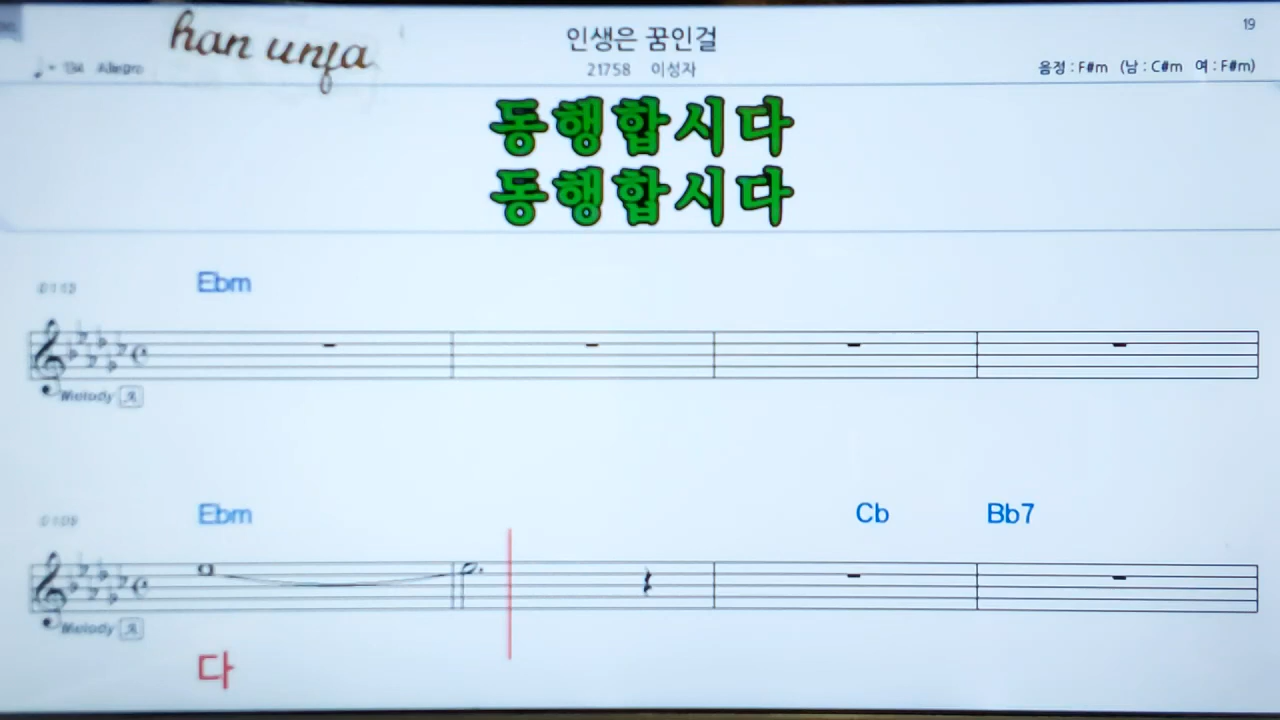 han unja
인생은 꿈인걸
19
♩= 134 Allegro
21758 이성자
음정 : F#m (남 : C#m 여 : F#m)
동행합시다
동행합시다
Ebm
Melody
Ebm
Cb
Bb7
Melody
다